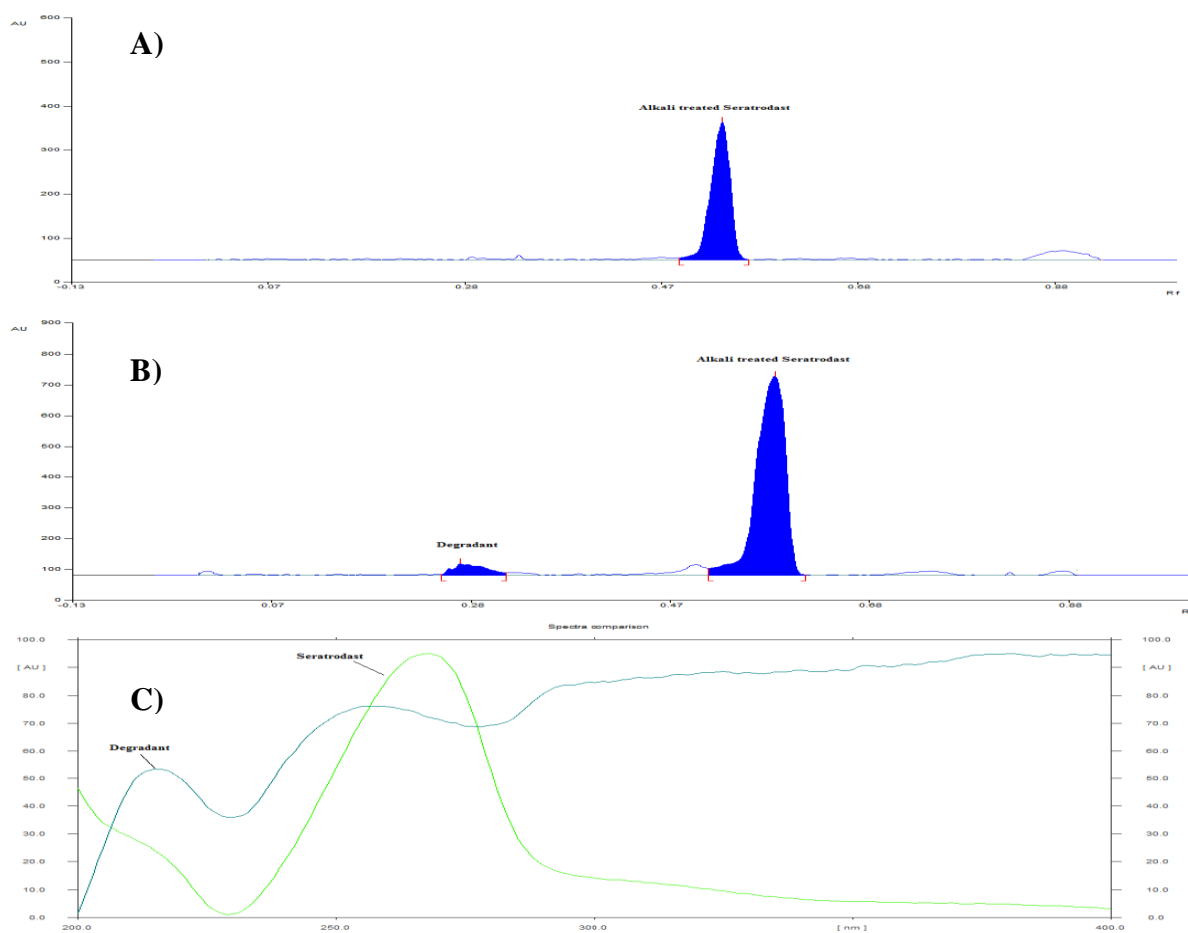 AU
A)
600
500
400
300
200
100
0
Alkali treated Seratrodast
-0.13 0.07 0.28 0.47 0.68 0.88 Rf
AU
B)
900
800
700
600
500
400
300
200
100
0
Alkali treated Seratrodast
Degradant
-0.13 0.07 0.28 0.47 0.68 0.88 R
Spectra comparison
100.0 100.0
[ AU ] [ AU ]
Seratrodast
80.0 80.0
C)
70.0 70.0
Degradant
60.0 60.0
50.0 50.0
40.0 40.0
30.0 30.0
20.0 20.0
10.0 10.0
0.0 0.0
200.0 250.0 300.0 [ nm ] 400.0